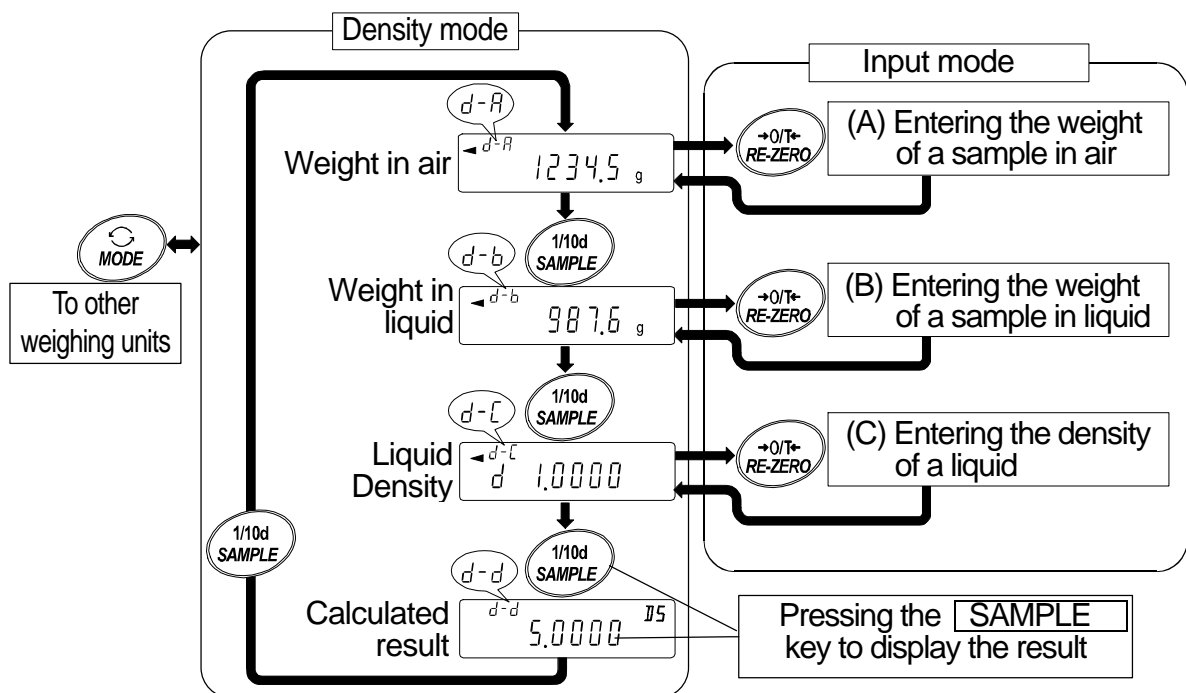 Density mode
Input mode
d-A
d-A
Weight in air
1234.5 g
→0/T←
RE-ZERO
(A) Entering the weight
of a sample in air
MODE
To other
weighing units
1/10d
SAMPLE
d-b
d-b
Weight in
liquid
987.6 g
→0/T←
RE-ZERO
(B) Entering the weight
of a sample in liquid
1/10d
SAMPLE
d-C
d-C
Liquid
Density
d 1.0000
→0/T←
RE-ZERO
(C) Entering the density
of a liquid
1/10d
SAMPLE
1/10d
SAMPLE
d-d
d-d
DS
Calculated
result
5.0000
Pressing the SAMPLE
key to display the result